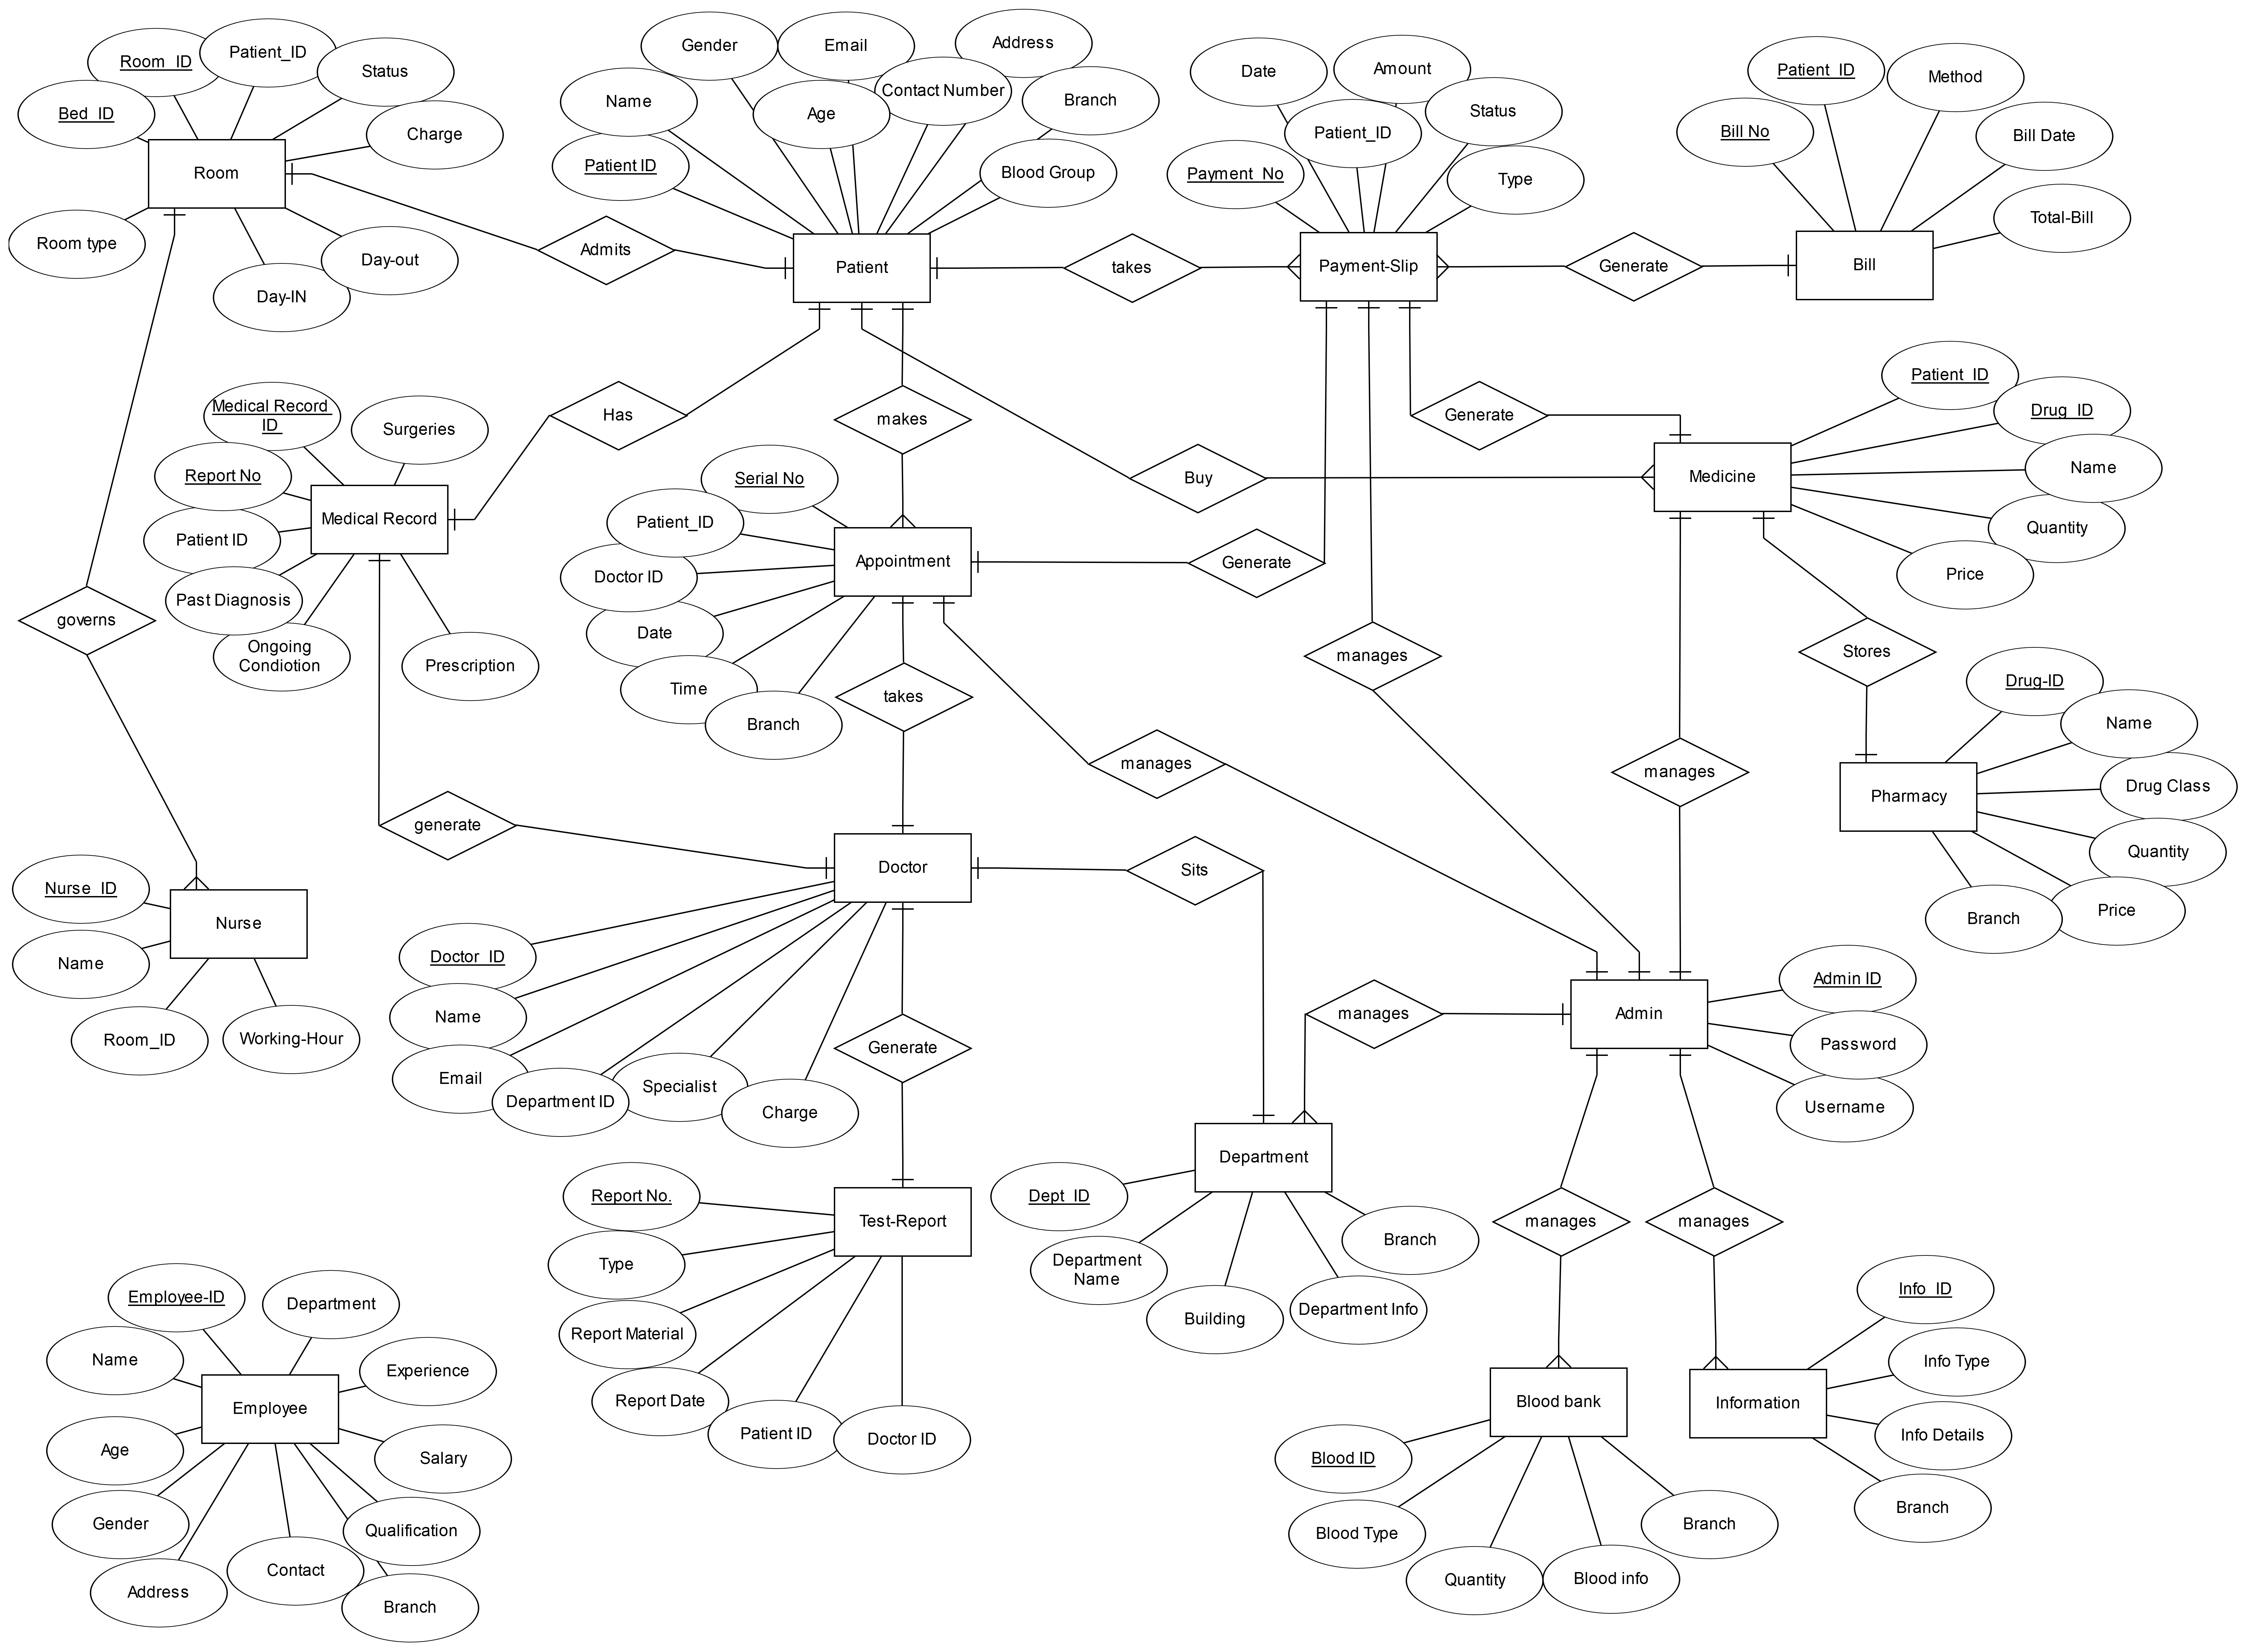 Room_ID
Patient_ID
Status
Bed_ID
Charge
Room
Room type
Day-out
Day-IN
Admits
Gender
Email
Address
Name
Age
Contact Number
Branch
Patient ID
Blood Group
Patient
takes
Date
Amount
Patient_ID
Status
Payment_No
Type
Payment-Slip
Generate
Patient_ID
Method
Bill No
Bill Date
Total-Bill
Bill
Medical Record
ID
Surgeries
Report No
Medical Record
Patient ID
Past Diagnosis
Ongoing
Condiotion
Prescription
Has
makes
Serial No
Patient_ID
Appointment
Doctor ID
Date
Time
Branch
Buy
Generate
Generate
Patient_ID
Drug_ID
Name
Medicine
Quantity
Price
governs
takes
manages
manages
manages
Stores
Drug-ID
Name
Drug Class
Pharmacy
Quantity
Price
Branch
generate
Doctor
Sits
Nurse_ID
Nurse
Name
Room_ID
Working-Hour
Doctor_ID
Name
Email
Department ID
Specialist
Charge
Generate
manages
Admin
Admin ID
Password
Username
Department
Dept_ID
Department
Name
Building
Department Info
Branch
manages
manages
Report No.
Test-Report
Type
Report Material
Report Date
Patient ID
Doctor ID
Employee-ID
Department
Name
Experience
Employee
Age
Salary
Gender
Qualification
Address
Contact
Branch
Blood bank
Blood ID
Blood Type
Quantity
Blood info
Branch
Info_ID
Info Type
Information
Info Details
Branch